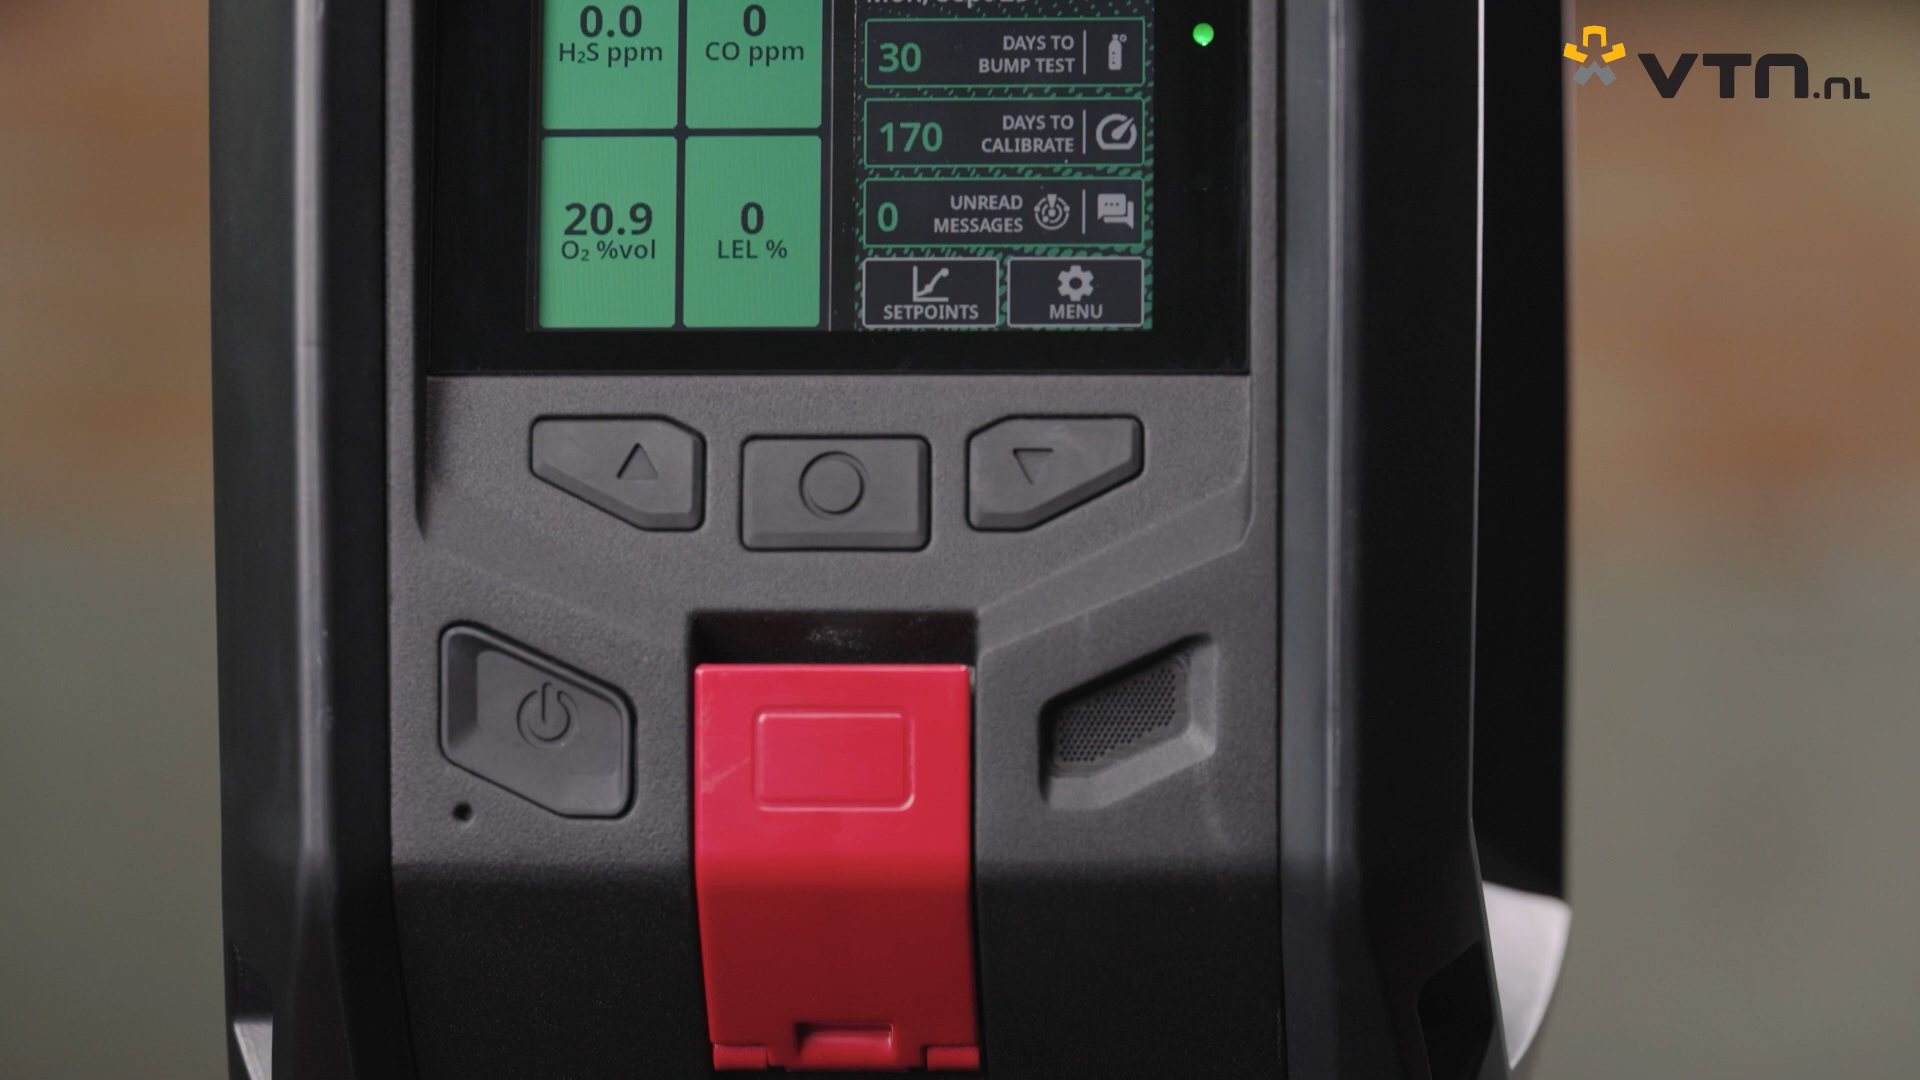 0.0
H₂S ppm
0
CO ppm
20.9
O₂ %vol
0
LEL %
30
DAYS TO
BUMP TEST
170
DAYS TO
CALIBRATE
0
UNREAD
MESSAGES
SETPOINTS
MENU
VTN.nL